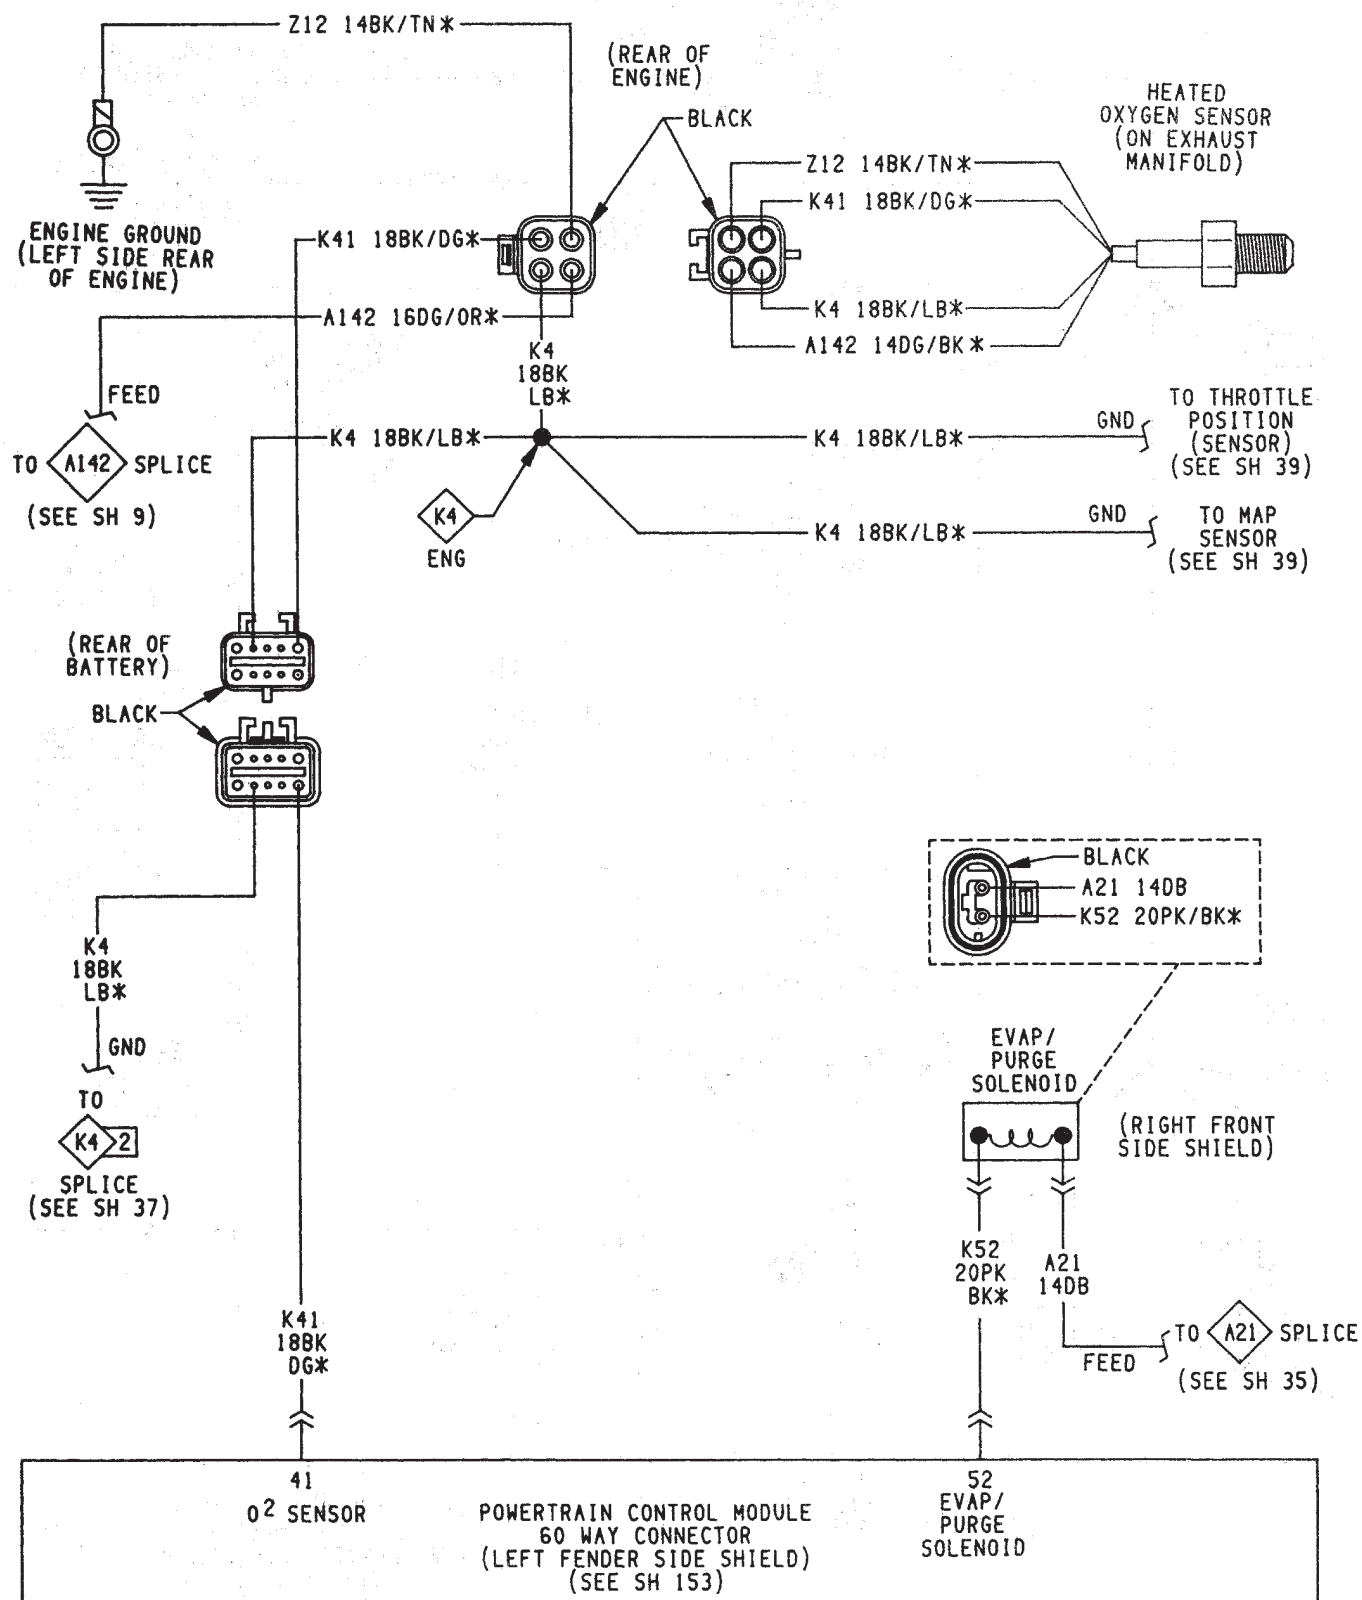 Z12 14BK/TN*
(REAR OF
ENGINE)
BLACK
HEATED
OXYGEN SENSOR
(ON EXHAUST
MANIFOLD)
Z12 14BK/TN*
K41 18BK/DG*
ENGINE GROUND
(LEFT SIDE REAR
OF ENGINE)
K41 18BK/DG*
A142 16DG/OR*
K4 18BK/LB*
A142 14DG/BK*
K4
18BK
LB*
FEED
TO A142 SPLICE
(SEE SH 9)
K4 18BK/LB*
K4 18BK/LB*
GND
TO THROTTLE
POSITION
(SENSOR)
(SEE SH 39)
K4
ENG
K4 18BK/LB*
GND
TO MAP
SENSOR
(SEE SH 39)
(REAR OF
BATTERY)
BLACK
BLACK
A21 14DB
K52 20PK/BK*
K4
18BK
LB*
GND
TO
K4 2
SPLICE
(SEE SH 37)
EVAP/
PURGE
SOLENOID
(RIGHT FRONT
SIDE SHIELD)
K52
20PK
BK*
A21
14DB
FEED
TO A21 SPLICE
(SEE SH 35)
K41
18BK
DG*
41
O2 SENSOR
POWERTRAIN CONTROL MODULE
60 WAY CONNECTOR
(LEFT FENDER SIDE SHIELD)
(SEE SH 153)
52
EVAP/
PURGE
SOLENOID